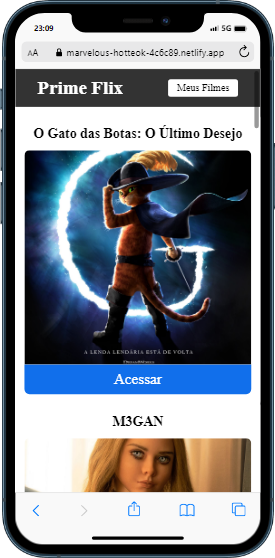 23:09
5G
AA marvelous-hotteok-4c6c89.netlify.app
Prime Flix
Meus Filmes
O Gato das Botas: O Último Desejo
A LENDA LENDÁRIA ESTÁ DE VOLTA
Acessar
M3GAN